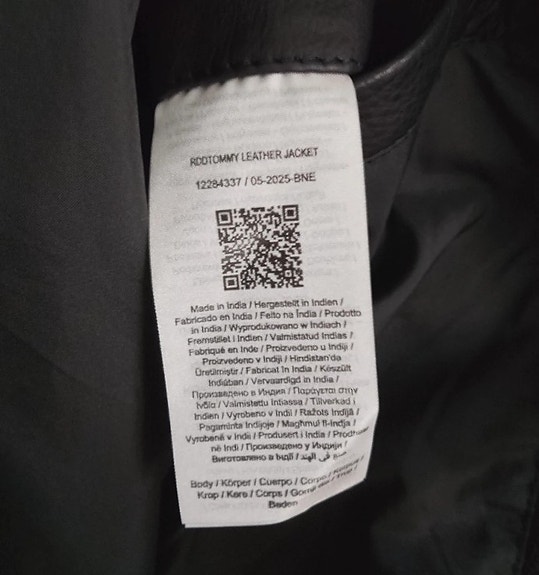 RDDTOMMY LEATHER JACKET
12284337 / 05-2025-BNE
Made in India / Hergestellt in Indien /
Fabricado en India / Feito na Índia / Prodotto
in India / Wyprodukowano w Indiach /
Fremstillet i Indien / Valmistatud Indias /
Fabriqué en Inde / Proizvedeno u Indiji /
Proizvedeno v Indiji / Hindistan'da
Üretilmiştir / Fabricat în India / Készült
Indiában / Vervaardigd in India /
Произведено в Индия / Παράγεται στην
Ινδία / Valmistettu Intiassa / Tillverkad i
Indien / Vyrobeno v Indii / Ražots Indijā /
Pagaminta Indijoje / Magħmul fl-Indja /
Vyrobené v Indii / Produsert i India / Prodhuar
në Indi / Произведено у Индији /
Виготовлено в Індії / صنع في الهند
Body / Körper / Cuerpo / Corpo /
Krop / Kere / Corps /
Beden